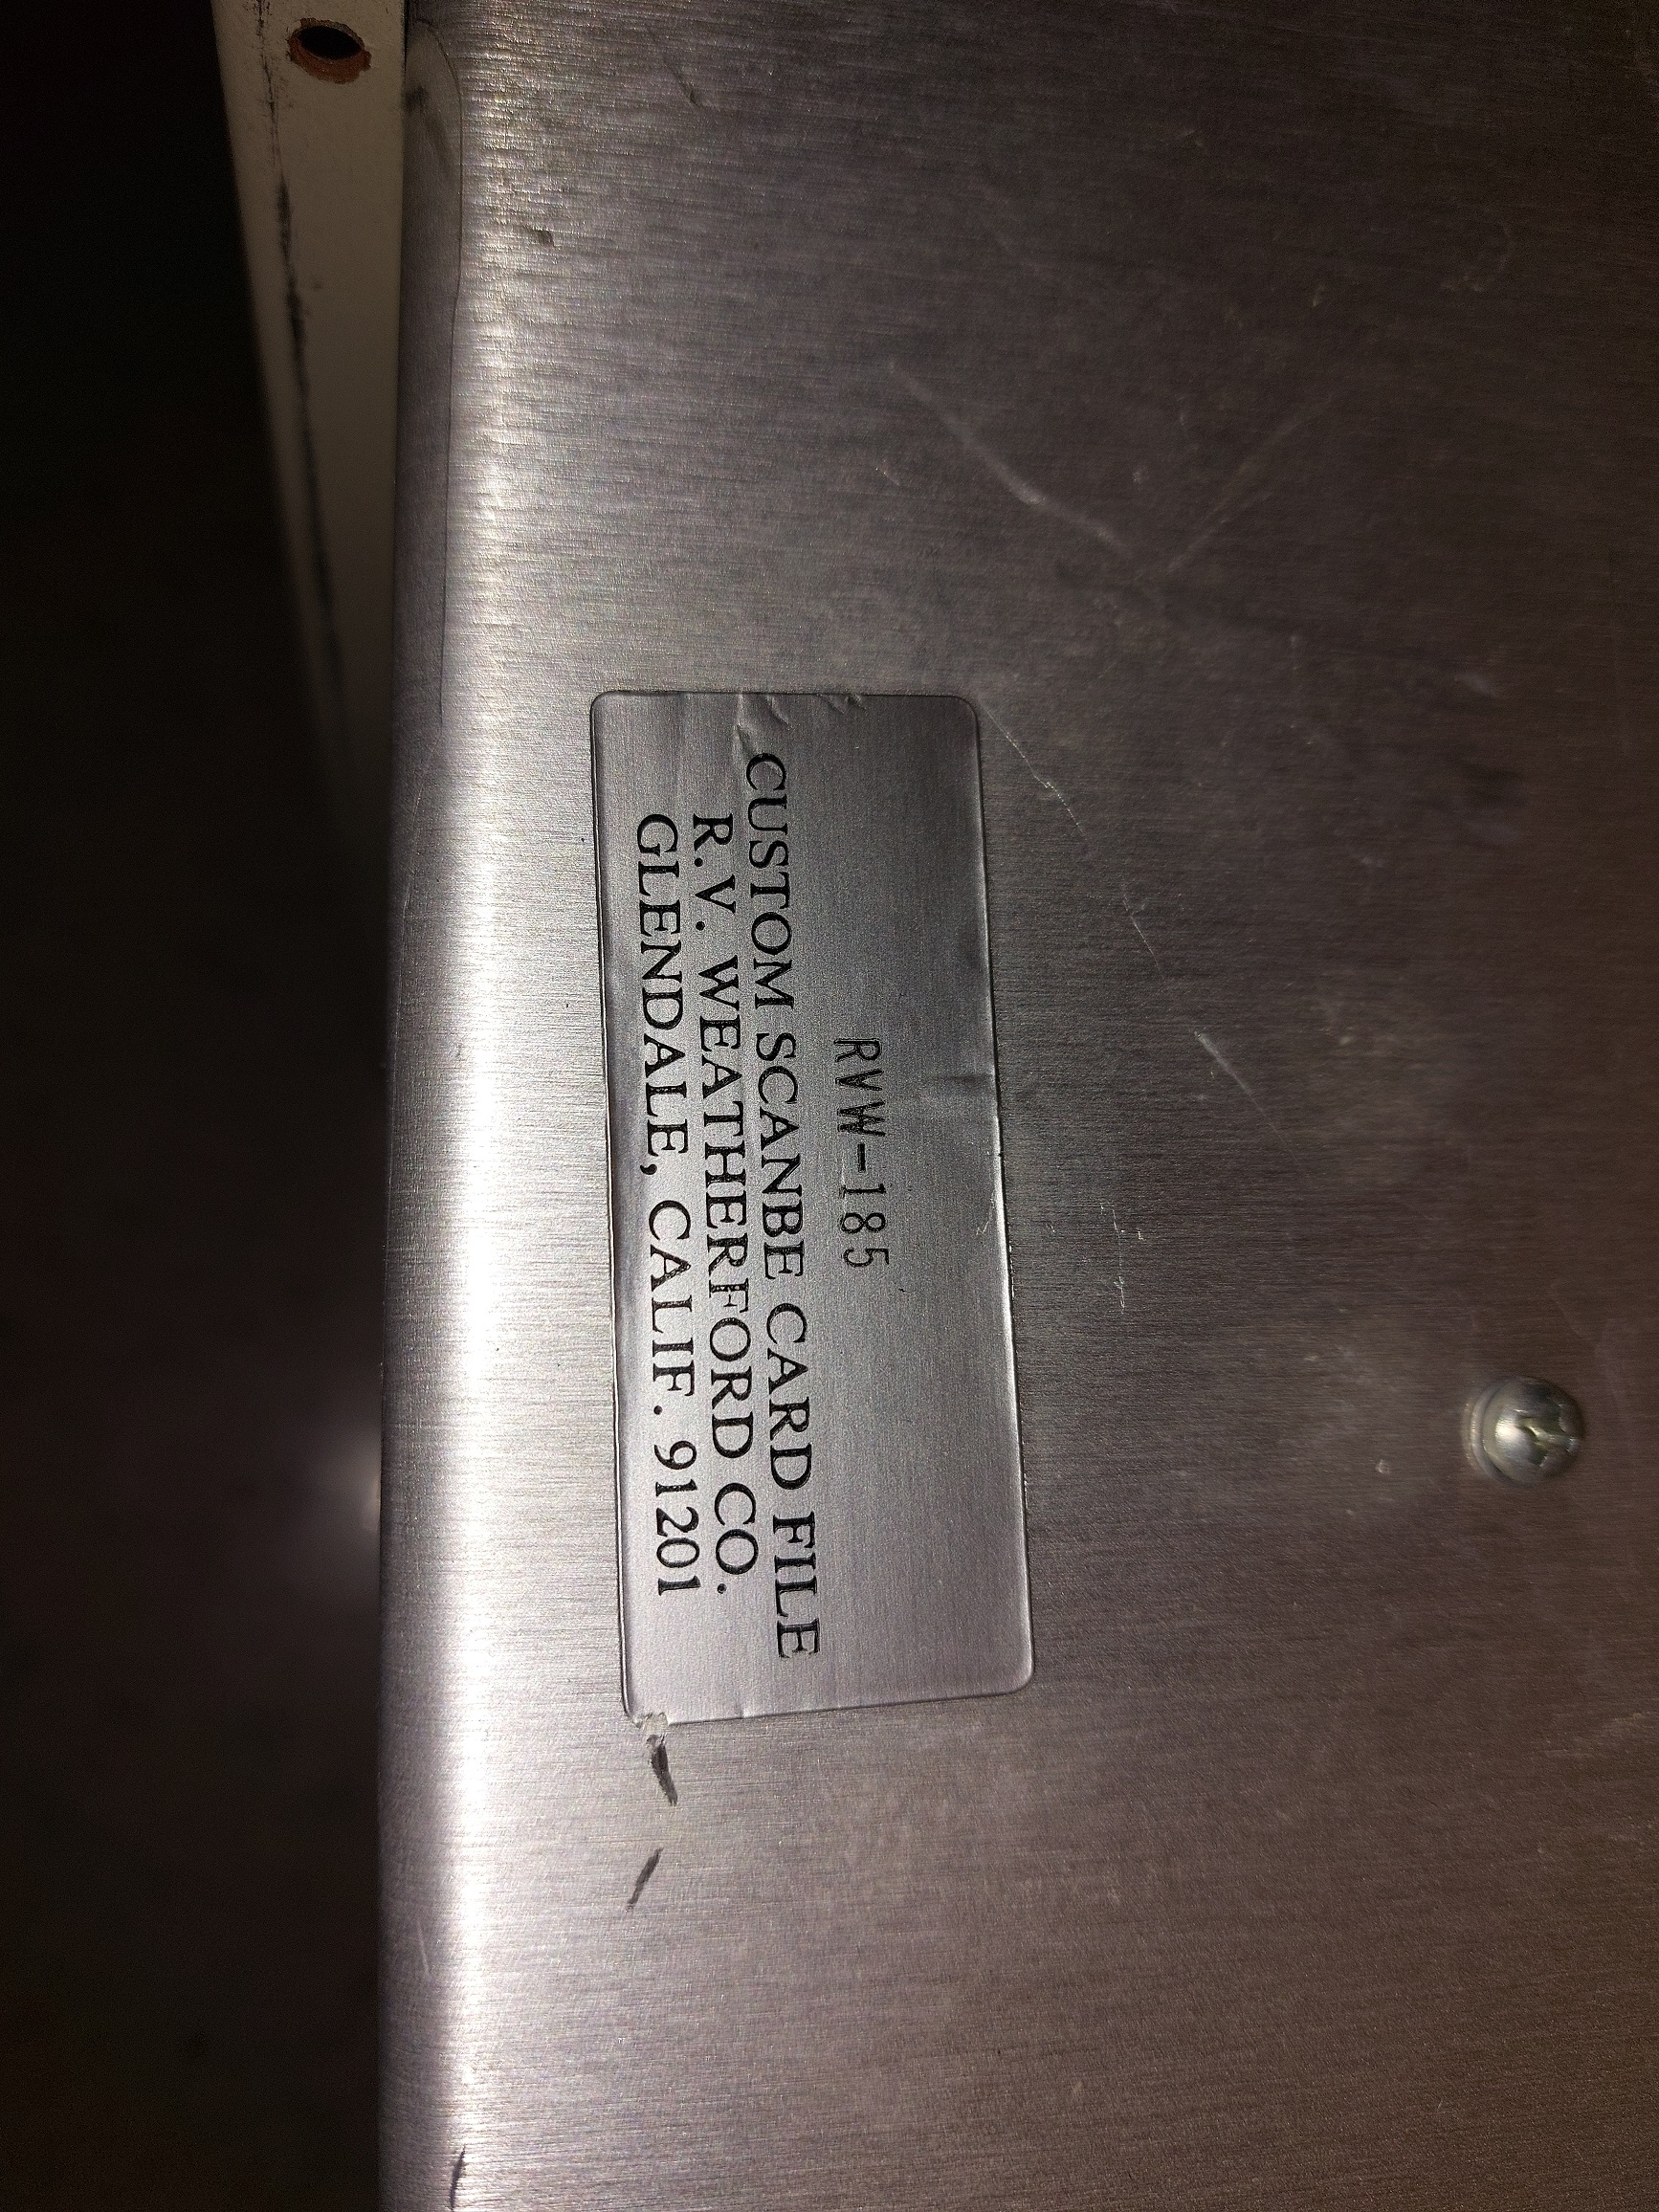 RVW-185
CUSTOM SCANBE CARD FILE
R.V. WEATHERFORD CO.
GLENDALE, CALIF. 91201